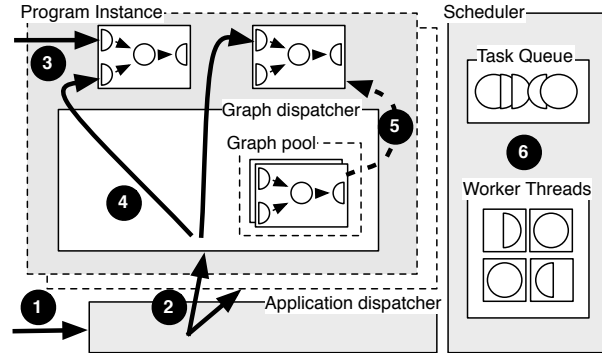 Program Instance
3
Graph dispatcher
5
Graph pool
4
1
2
Application dispatcher
Scheduler
Task Queue
6
Worker Threads